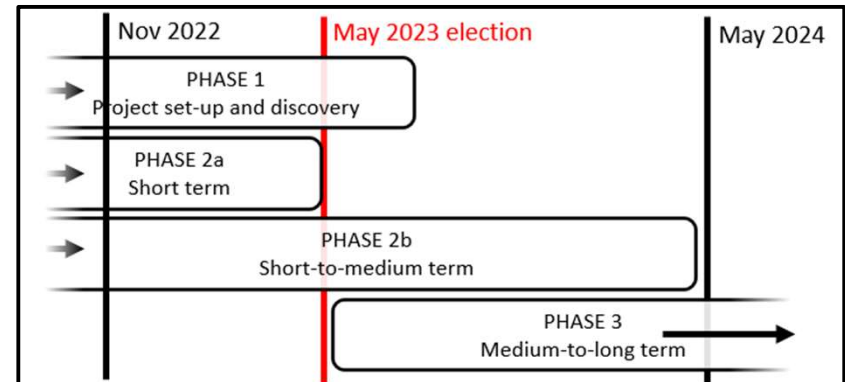 Nov 2022
May 2023 election
May 2024
PHASE 1
Project set-up and discovery
PHASE 2a
Short term
PHASE 2b
Short-to-medium term
PHASE 3
Medium-to-long term